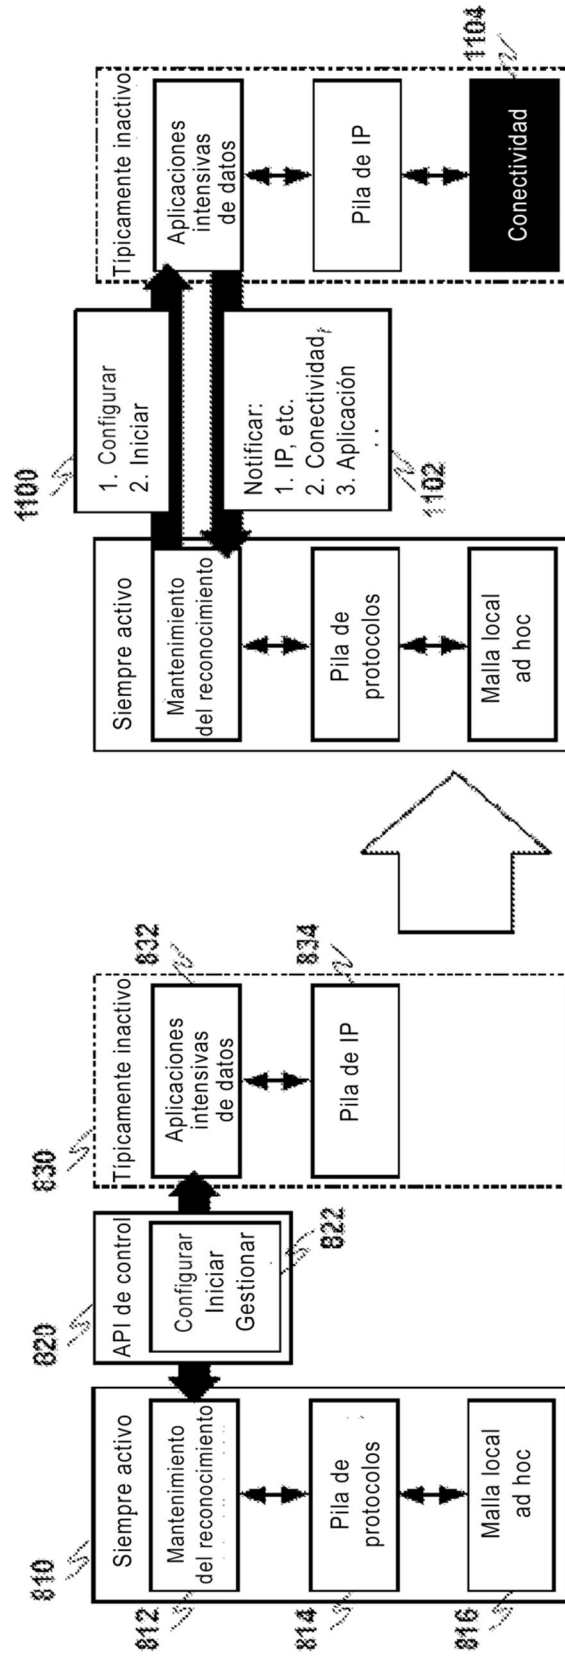 810
Siempre activo
812
Mantenimiento
del reconocimiento
814
Pila de
protocolos
816
Malla local
ad hoc
820
API de control
Configurar
Iniciar
Gestionar
822
830
Típicamente inactivo
Aplicaciones
intensivas
de datos
832
Pila de IP
834
Siempre activo
Mantenimiento
del reconocimiento
Pila de
protocolos
Malla local
ad hoc
1100
1. Configurar
2. Iniciar
Notificar:
1. IP, etc.
2. Conectividad,
3. Aplicación
. .
1102
Típicamente inactivo
Aplicaciones
intensivas
de datos
Pila de IP
Conectividad
1104